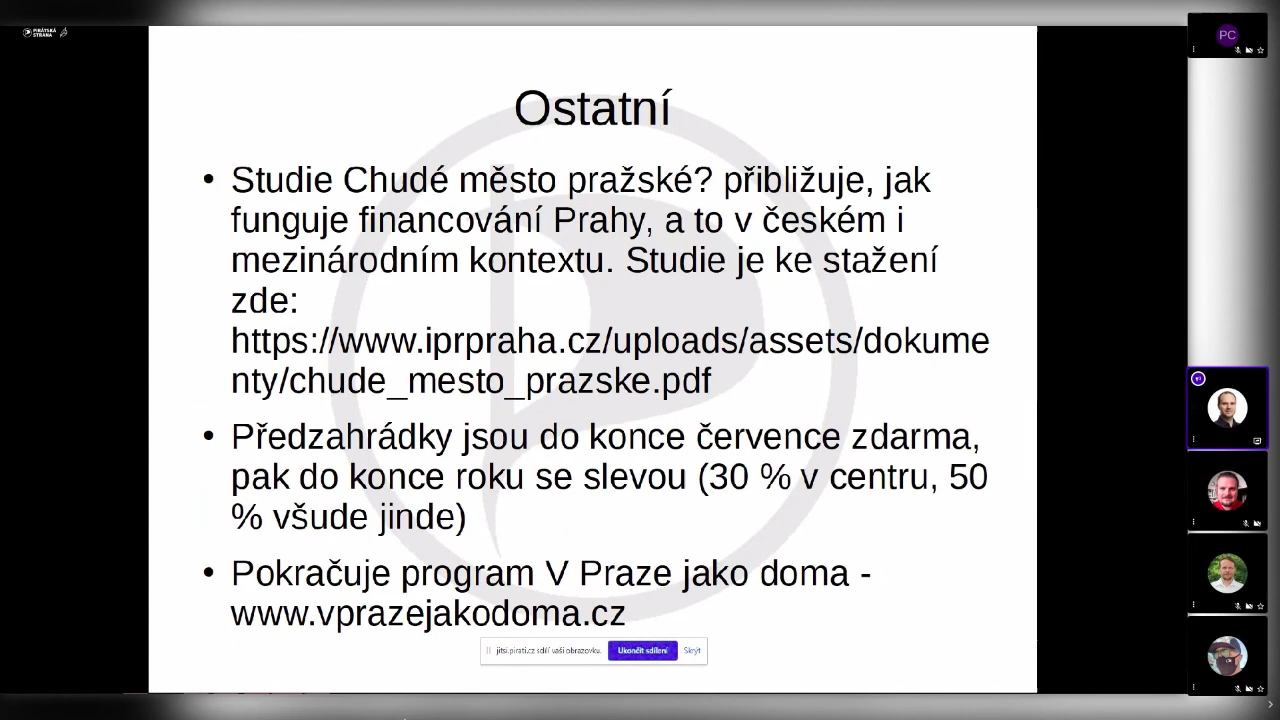 PIRÁTSKÁ
STRANA
PC
Ostatní
• Studie Chudé město pražské? přibližuje, jak
funguje financování Prahy, a to v českém i
mezinárodním kontextu. Studie je ke stažení
zde:
https://www.iprpraha.cz/uploads/assets/dokume
nty/chude_mesto_prazske.pdf
• Předzahrádky jsou do konce července zdarma,
pak do konce roku se slevou (30 % v centru, 50
% všude jinde)
• Pokračuje program V Praze jako doma -
www.vprazejakodoma.cz
jitsi.pirati.cz sdílí vaši obrazovku. Ukončit sdílení Skrýt